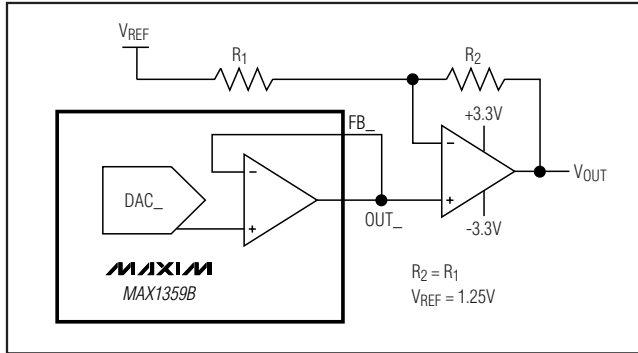 VREF
R1
R2
FB_
+3.3V
-
-
DAC_
VOUT
+
+
OUT_
-3.3V
MAXIM
MAX1359B
R2 = R1
VREF = 1.25V